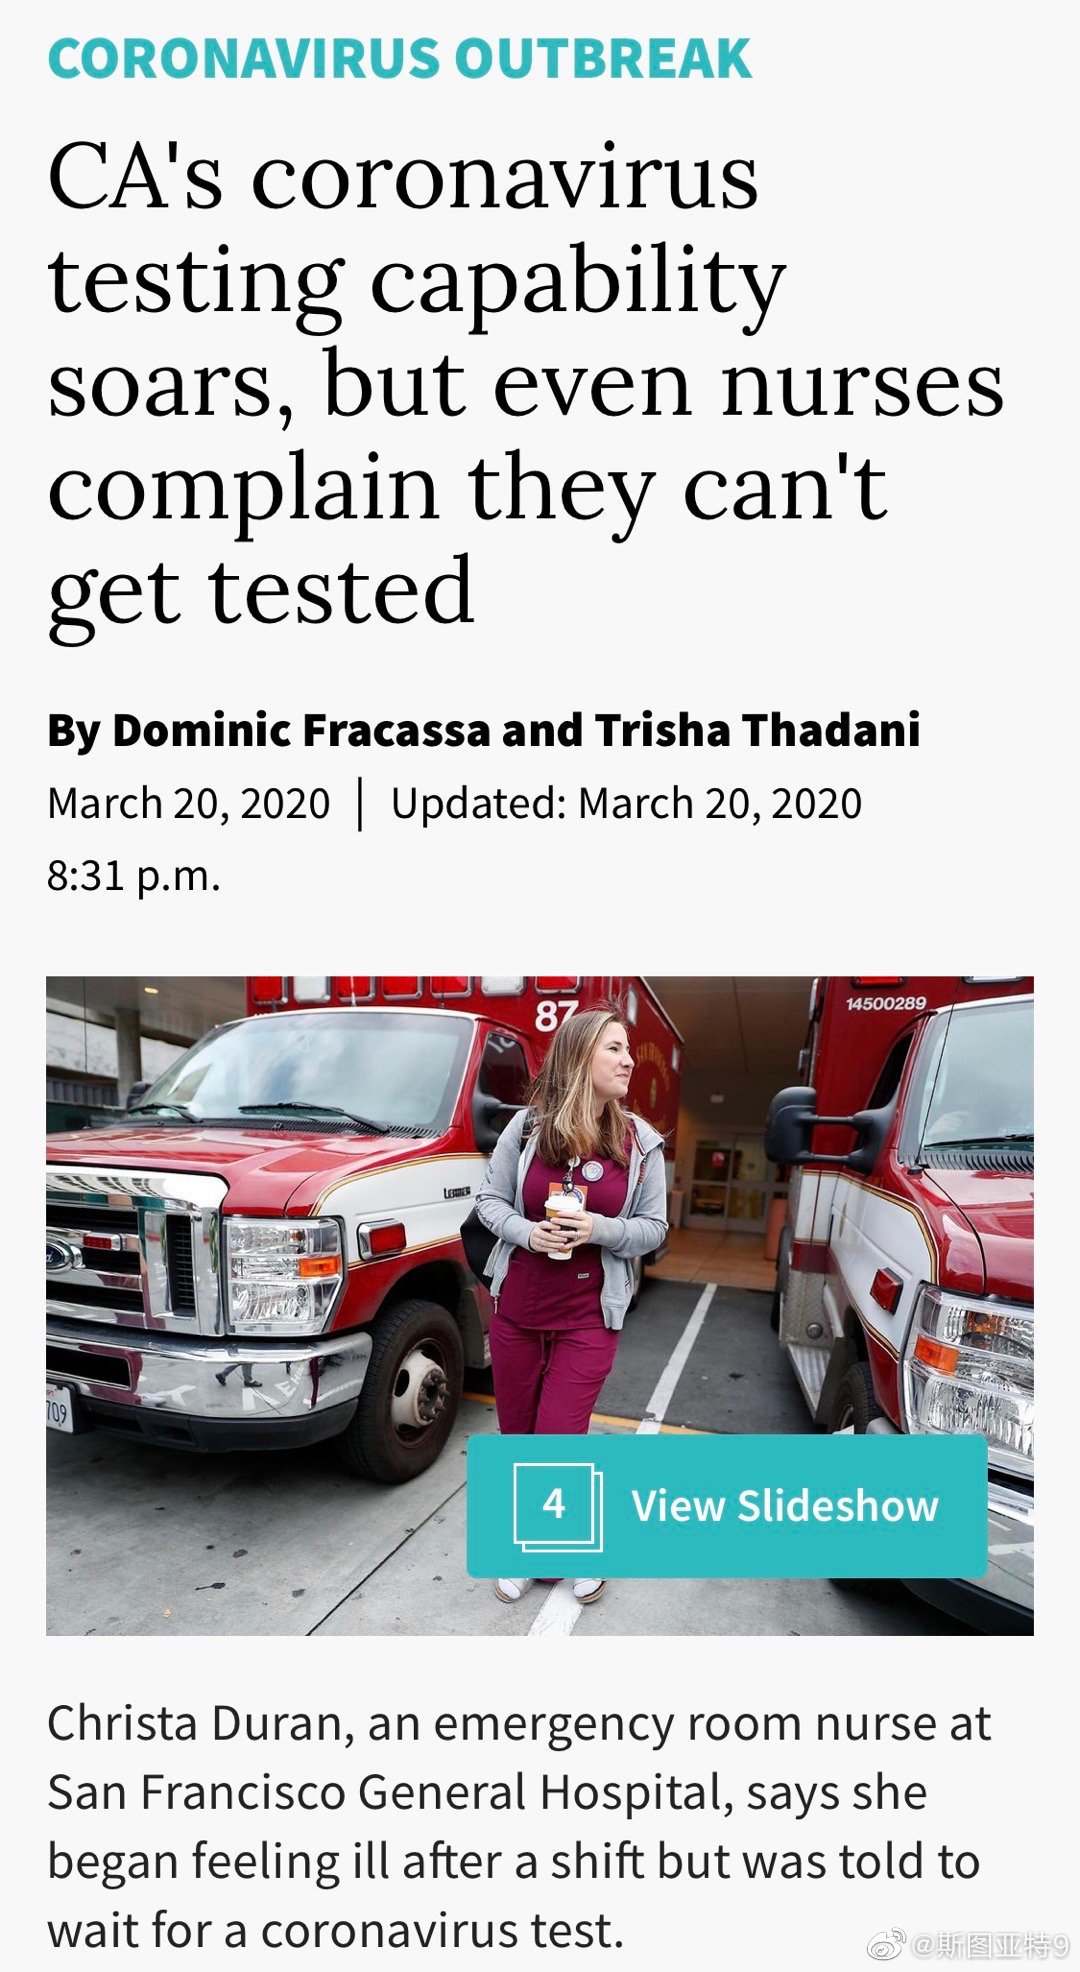 CORONAVIRUS OUTBREAK
CA's coronavirus
testing capability
soars, but even nurses
complain they can't
get tested
By Dominic Fracassa and Trisha Thadani
March 20, 2020 | Updated: March 20, 2020
8:31 p.m.
87
14500289
709
4 View Slideshow
Christa Duran, an emergency room nurse at
San Francisco General Hospital, says she
began feeling ill after a shift but was told to
wait for a coronavirus test.
@斯图亚特9